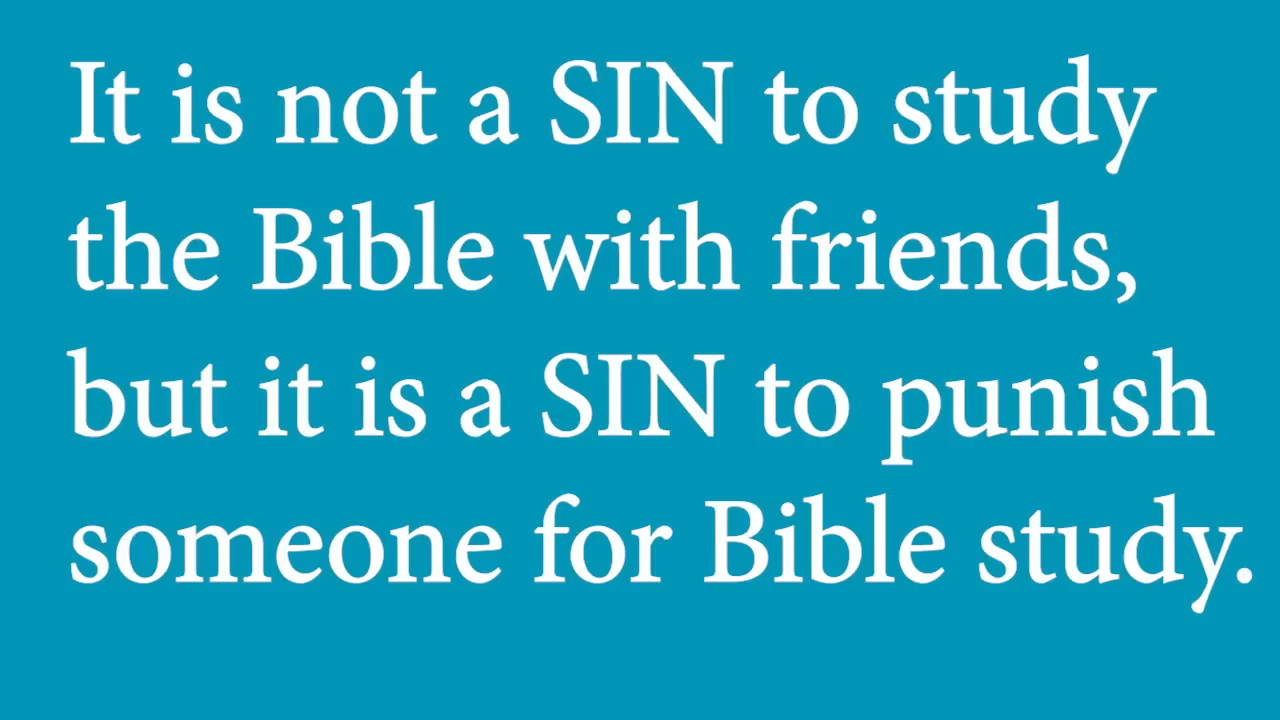 It is not a SIN to study
the Bible with friends,
but it is a SIN to punish
someone for Bible study.